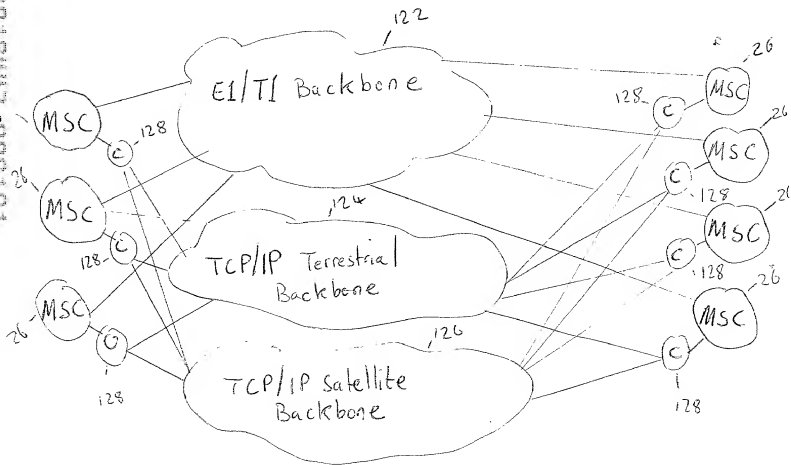 122
E1/T1 Backbone
MSC
C
128
26
MSC
C
128
26
MSC
C
128
124
TCP/IP Terrestrial
Backbone
126
TCP/IP Satellite
Backbone
26
MSC
128
C
26
MSC
C
128
26
MSC
C
128
26
MSC
C
128